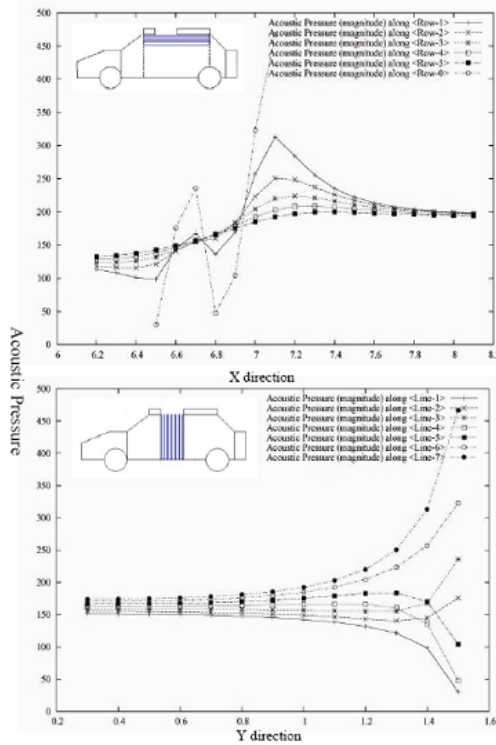 500
450
400
350
300
250
200
150
100
50
0
Acoustic Pressure (magnitude) along <Row-1>
Acoustic Pressure (magnitude) along <Row-2>
Acoustic Pressure (magnitude) along <Row-3>
Acoustic Pressure (magnitude) along <Row-4>
Acoustic Pressure (magnitude) along <Row-5>
Acoustic Pressure (magnitude) along <Row-0>
6 6.2 6.4 6.6 6.8 7 7.2 7.4 7.6 7.8 8 8.2
X direction
Acoustic Pressure
500
450
400
350
300
250
200
150
100
50
0
Acoustic Pressure (magnitude) along <Line-1>
Acoustic Pressure (magnitude) along <Line-2>
Acoustic Pressure (magnitude) along <Line-3>
Acoustic Pressure (magnitude) along <Line-4>
Acoustic Pressure (magnitude) along <Line-5>
Acoustic Pressure (magnitude) along <Line-6>
Acoustic Pressure (magnitude) along <Line-7>
0.2 0.4 0.6 0.8 1 1.2 1.4 1.6
Y direction